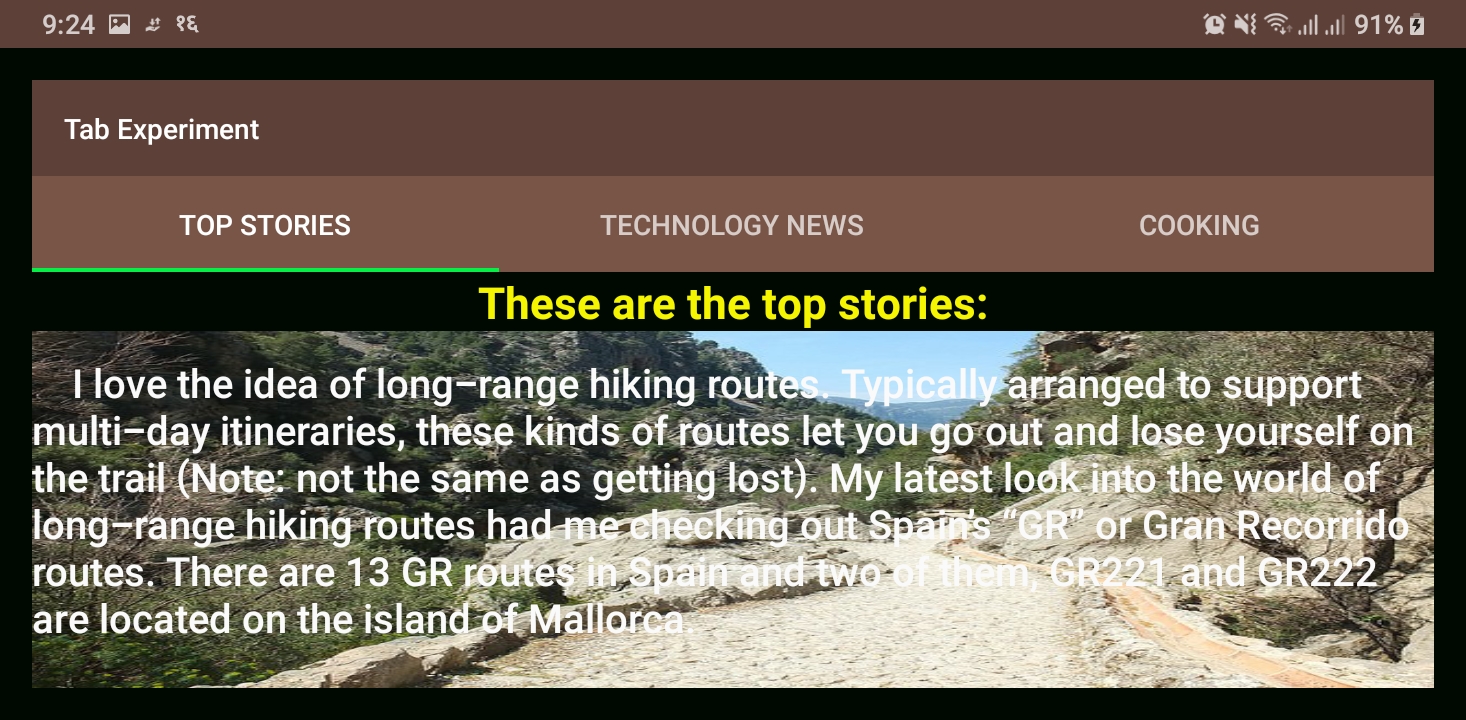 9:24 १६ 91%
Tab Experiment
TOP STORIES TECHNOLOGY NEWS COOKING
These are the top stories:
I love the idea of long–range hiking routes. Typically arranged to support
multi–day itineraries, these kinds of routes let you go out and lose yourself on
the trail (Note: not the same as getting lost). My latest look into the world of
long–range hiking routes had me checking out Spain's “GR” or Gran Recorrido
routes. There are 13 GR routes in Spain and two of them, GR221 and GR222
are located on the island of Mallorca.